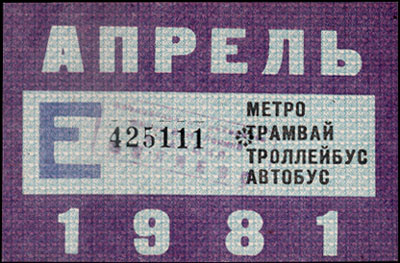 АПРЕЛЬ
Е 425111
МЕТРО
ТРАМВАЙ
ТРОЛЛЕЙБУС
АВТОБУС
1981